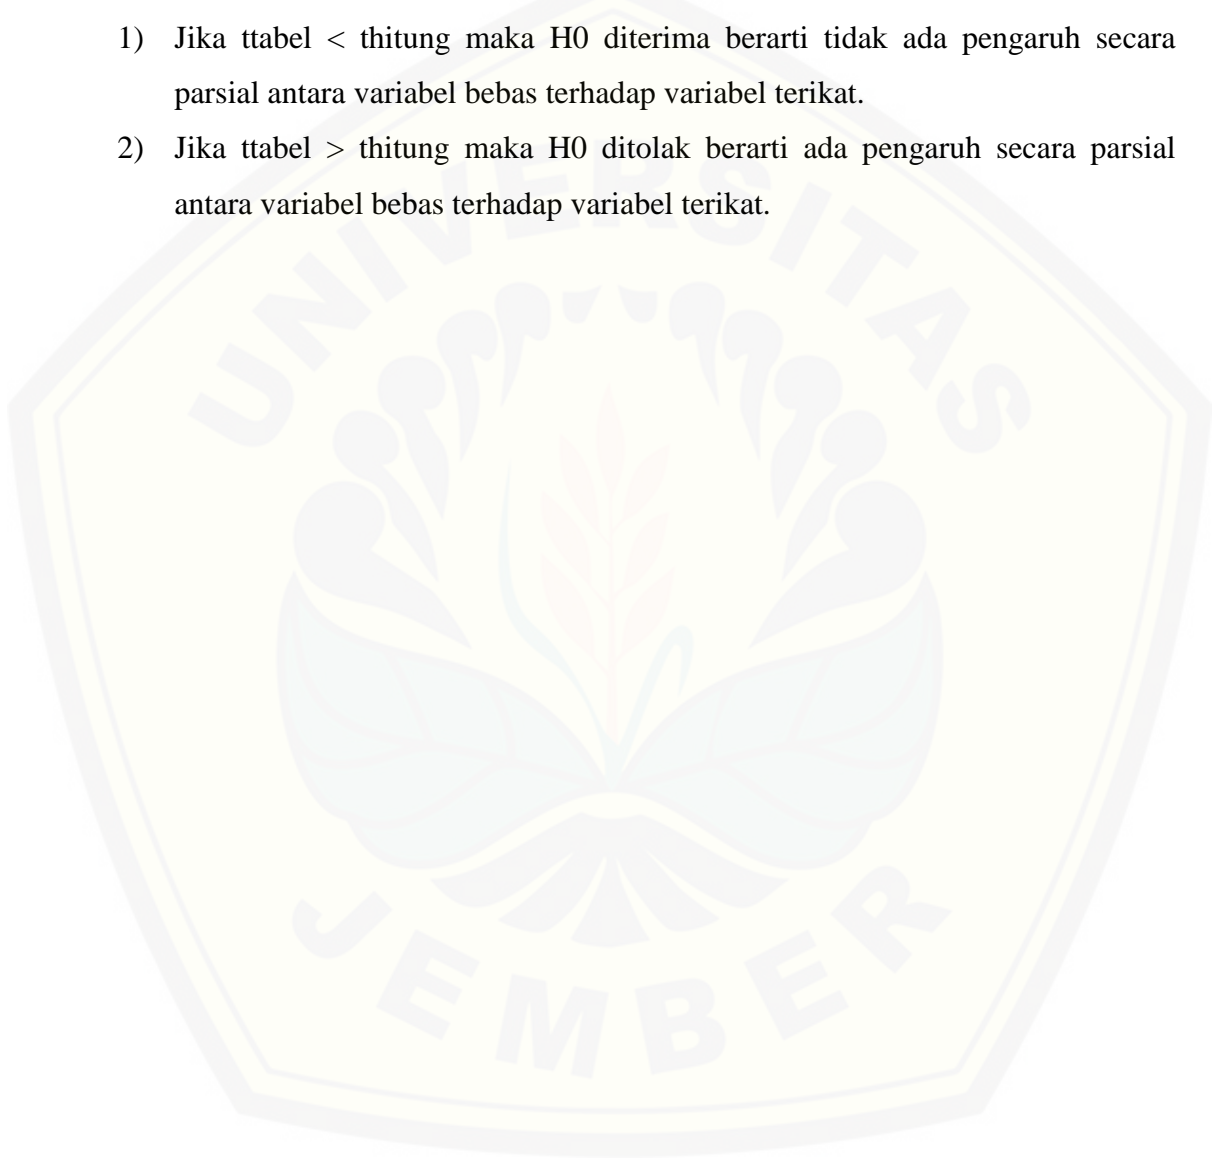 1) Jika ttabel < thitung maka H0 diterima berarti tidak ada pengaruh secara
parsial antara variabel bebas terhadap variabel terikat.
2) Jika ttabel > thitung maka H0 ditolak berarti ada pengaruh secara parsial
antara variabel bebas terhadap variabel terikat.
UNIVERSITAS
JEMBER